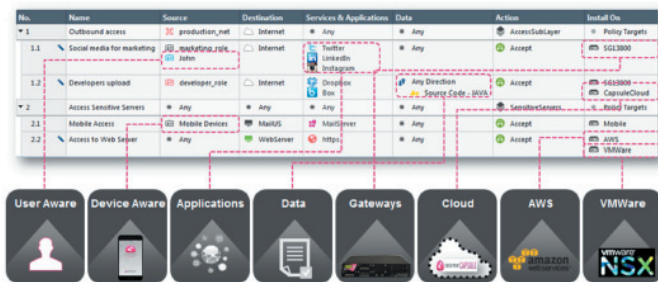 No. Name Source Destination Services & Applications Data Action Install On
1 Outbound access production_net Internet Any Any AccessSubLayer Policy Targets
1.1 Social media for marketing marketing_role Internet Twitter Any Accept SG13800
John LinkedIn
Instagram
1.2 Developers upload developer_role Internet Dropbox Any Direction Accept SG13800
Box Source Code - JAVA CapsuleCloud
2 Access Sensitive Servers Any Any Any Any SensitiveServers Policy Targets
2.1 Mobile Access Mobile Devices MailUS MailServer Any Accept Mobile
2.2 Access to Web Server Any WebServer https Any Accept AWS
VMWare
User Aware Device Aware Applications Data Gateways Cloud AWS VMWare
CAPSULE amazon webservices vmware NSX